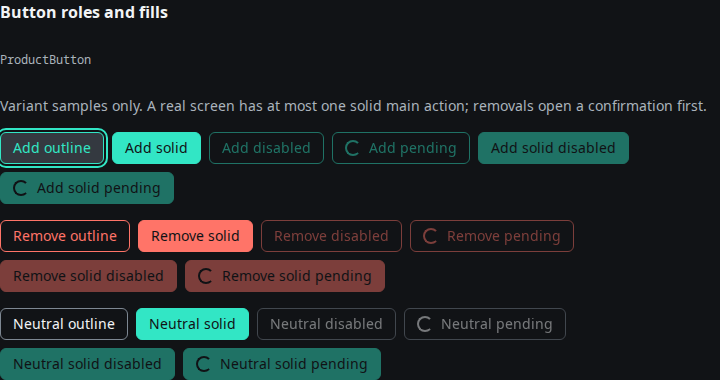 Button roles and fills
ProductButton
Variant samples only. A real screen has at most one solid main action; removals open a confirmation first.
Add outline Add solid Add disabled Add pending Add solid disabled
Add solid pending
Remove outline Remove solid Remove disabled Remove pending
Remove solid disabled Remove solid pending
Neutral outline Neutral solid Neutral disabled Neutral pending
Neutral solid disabled Neutral solid pending